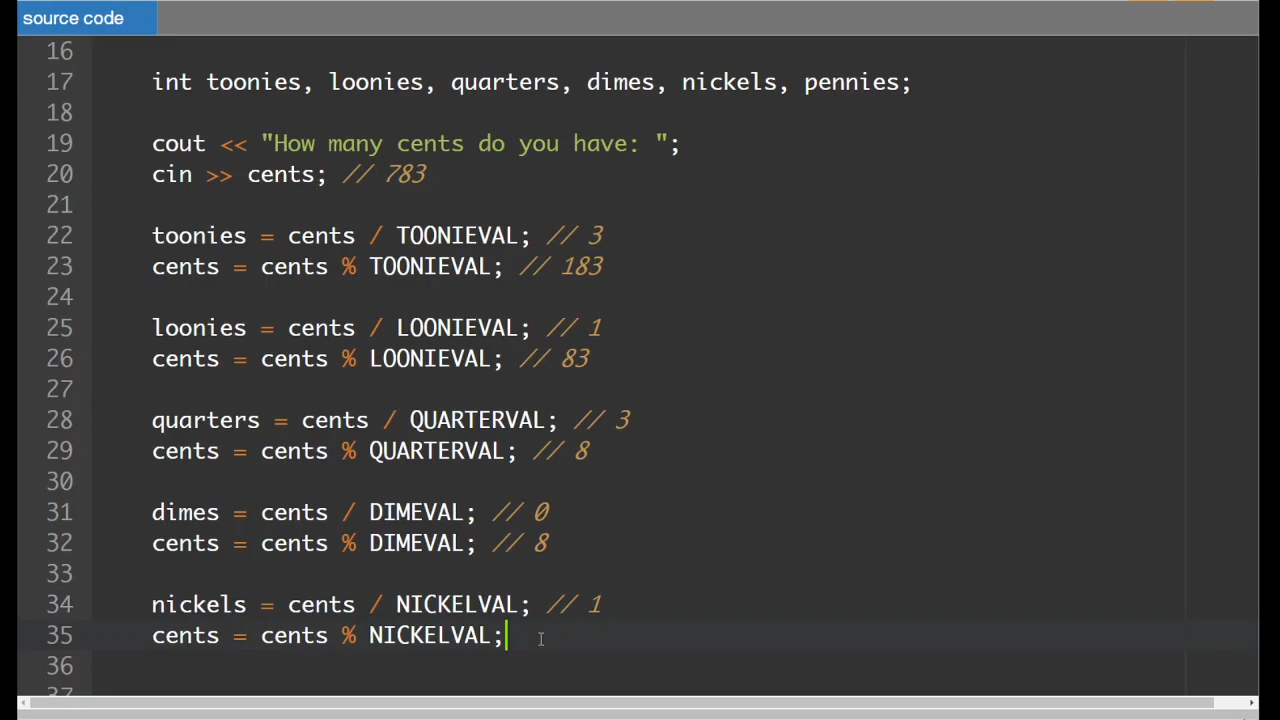 source code
16
17 int toonies, loonies, quarters, dimes, nickels, pennies;
18
19 cout << "How many cents do you have: ";
20 cin >> cents; // 783
21
22 toonies = cents / TOONIEVAL; // 3
23 cents = cents % TOONIEVAL; // 183
24
25 loonies = cents / LOONIEVAL; // 1
26 cents = cents % LOONIEVAL; // 83
27
28 quarters = cents / QUARTERVAL; // 3
29 cents = cents % QUARTERVAL; // 8
30
31 dimes = cents / DIMEVAL; // 0
32 cents = cents % DIMEVAL; // 8
33
34 nickels = cents / NICKELVAL; // 1
35 cents = cents % NICKELVAL;
36